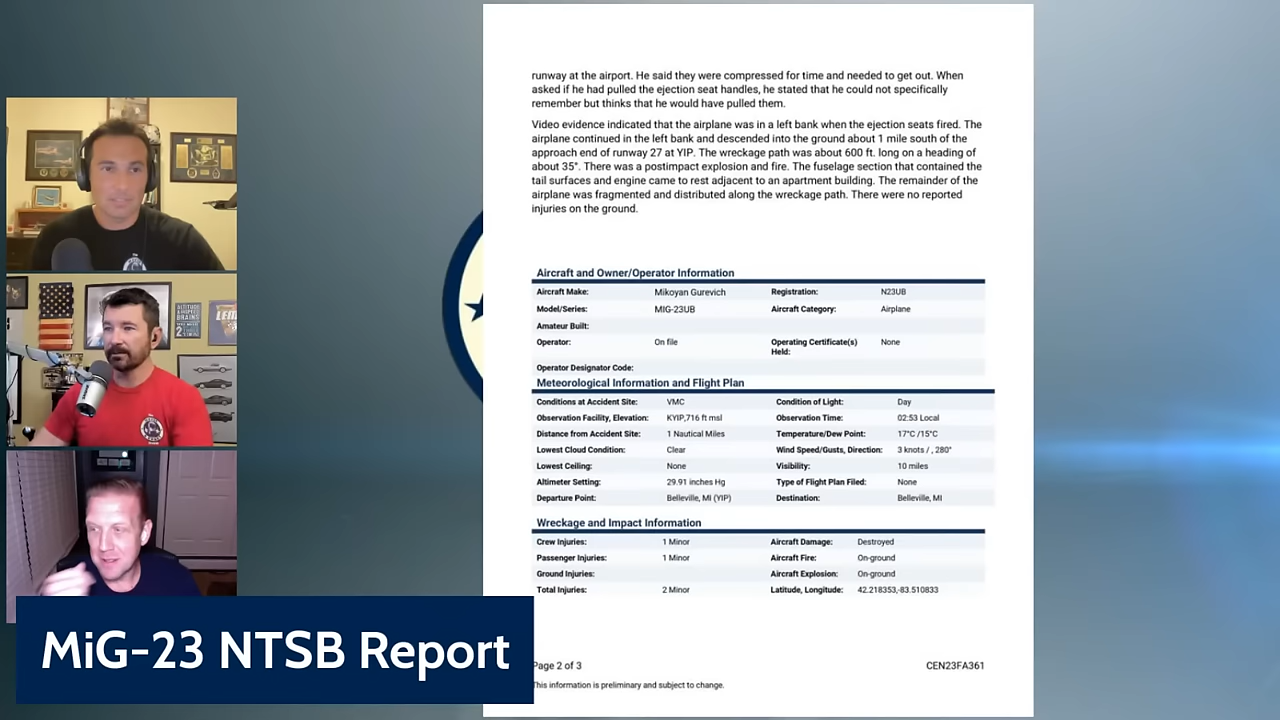 runway at the airport. He said they were compressed for time and needed to get out. When
asked if he had pulled the ejection seat handles, he stated that he could not specifically
remember but thinks that he would have pulled them.
Video evidence indicated that the airplane was in a left bank when the ejection seats fired. The
airplane continued in the left bank and descended into the ground about 1 mile south of the
approach end of runway 27 at YIP. The wreckage path was about 600 ft. long on a heading of
about 35°. There was a postimpact explosion and fire. The fuselage section that contained the
tail surfaces and engine came to rest adjacent to an apartment building. The remainder of the
airplane was fragmented and distributed along the wreckage path. There were no reported
injuries on the ground.
Aircraft and Owner/Operator Information
Aircraft Make: Mikoyan Gurevich Registration: N23UB
Model/Series: MIG-23UB Aircraft Category: Airplane
Amateur Built:
Operator: On file Operating Certificate(s) Held: None
Operator Designator Code:
Meteorological Information and Flight Plan
Conditions at Accident Site: VMC Condition of Light: Day
Observation Facility, Elevation: KYIP,716 ft msl Observation Time: 02:53 Local
Distance from Accident Site: 1 Nautical Miles Temperature/Dew Point: 17°C /15°C
Lowest Cloud Condition: Clear Wind Speed/Gusts, Direction: 3 knots / , 280°
Lowest Ceiling: None Visibility: 10 miles
Altimeter Setting: 29.91 inches Hg Type of Flight Plan Filed: None
Departure Point: Belleville, MI (YIP) Destination: Belleville, MI
Wreckage and Impact Information
Crew Injuries: 1 Minor Aircraft Damage: Destroyed
Passenger Injuries: 1 Minor Aircraft Fire: On-ground
Ground Injuries: Aircraft Explosion: On-ground
Total Injuries: 2 Minor Latitude, Longitude: 42.218353,-83.510833
Page 2 of 3 CEN23FA361
This information is preliminary and subject to change.
MiG-23 NTSB Report